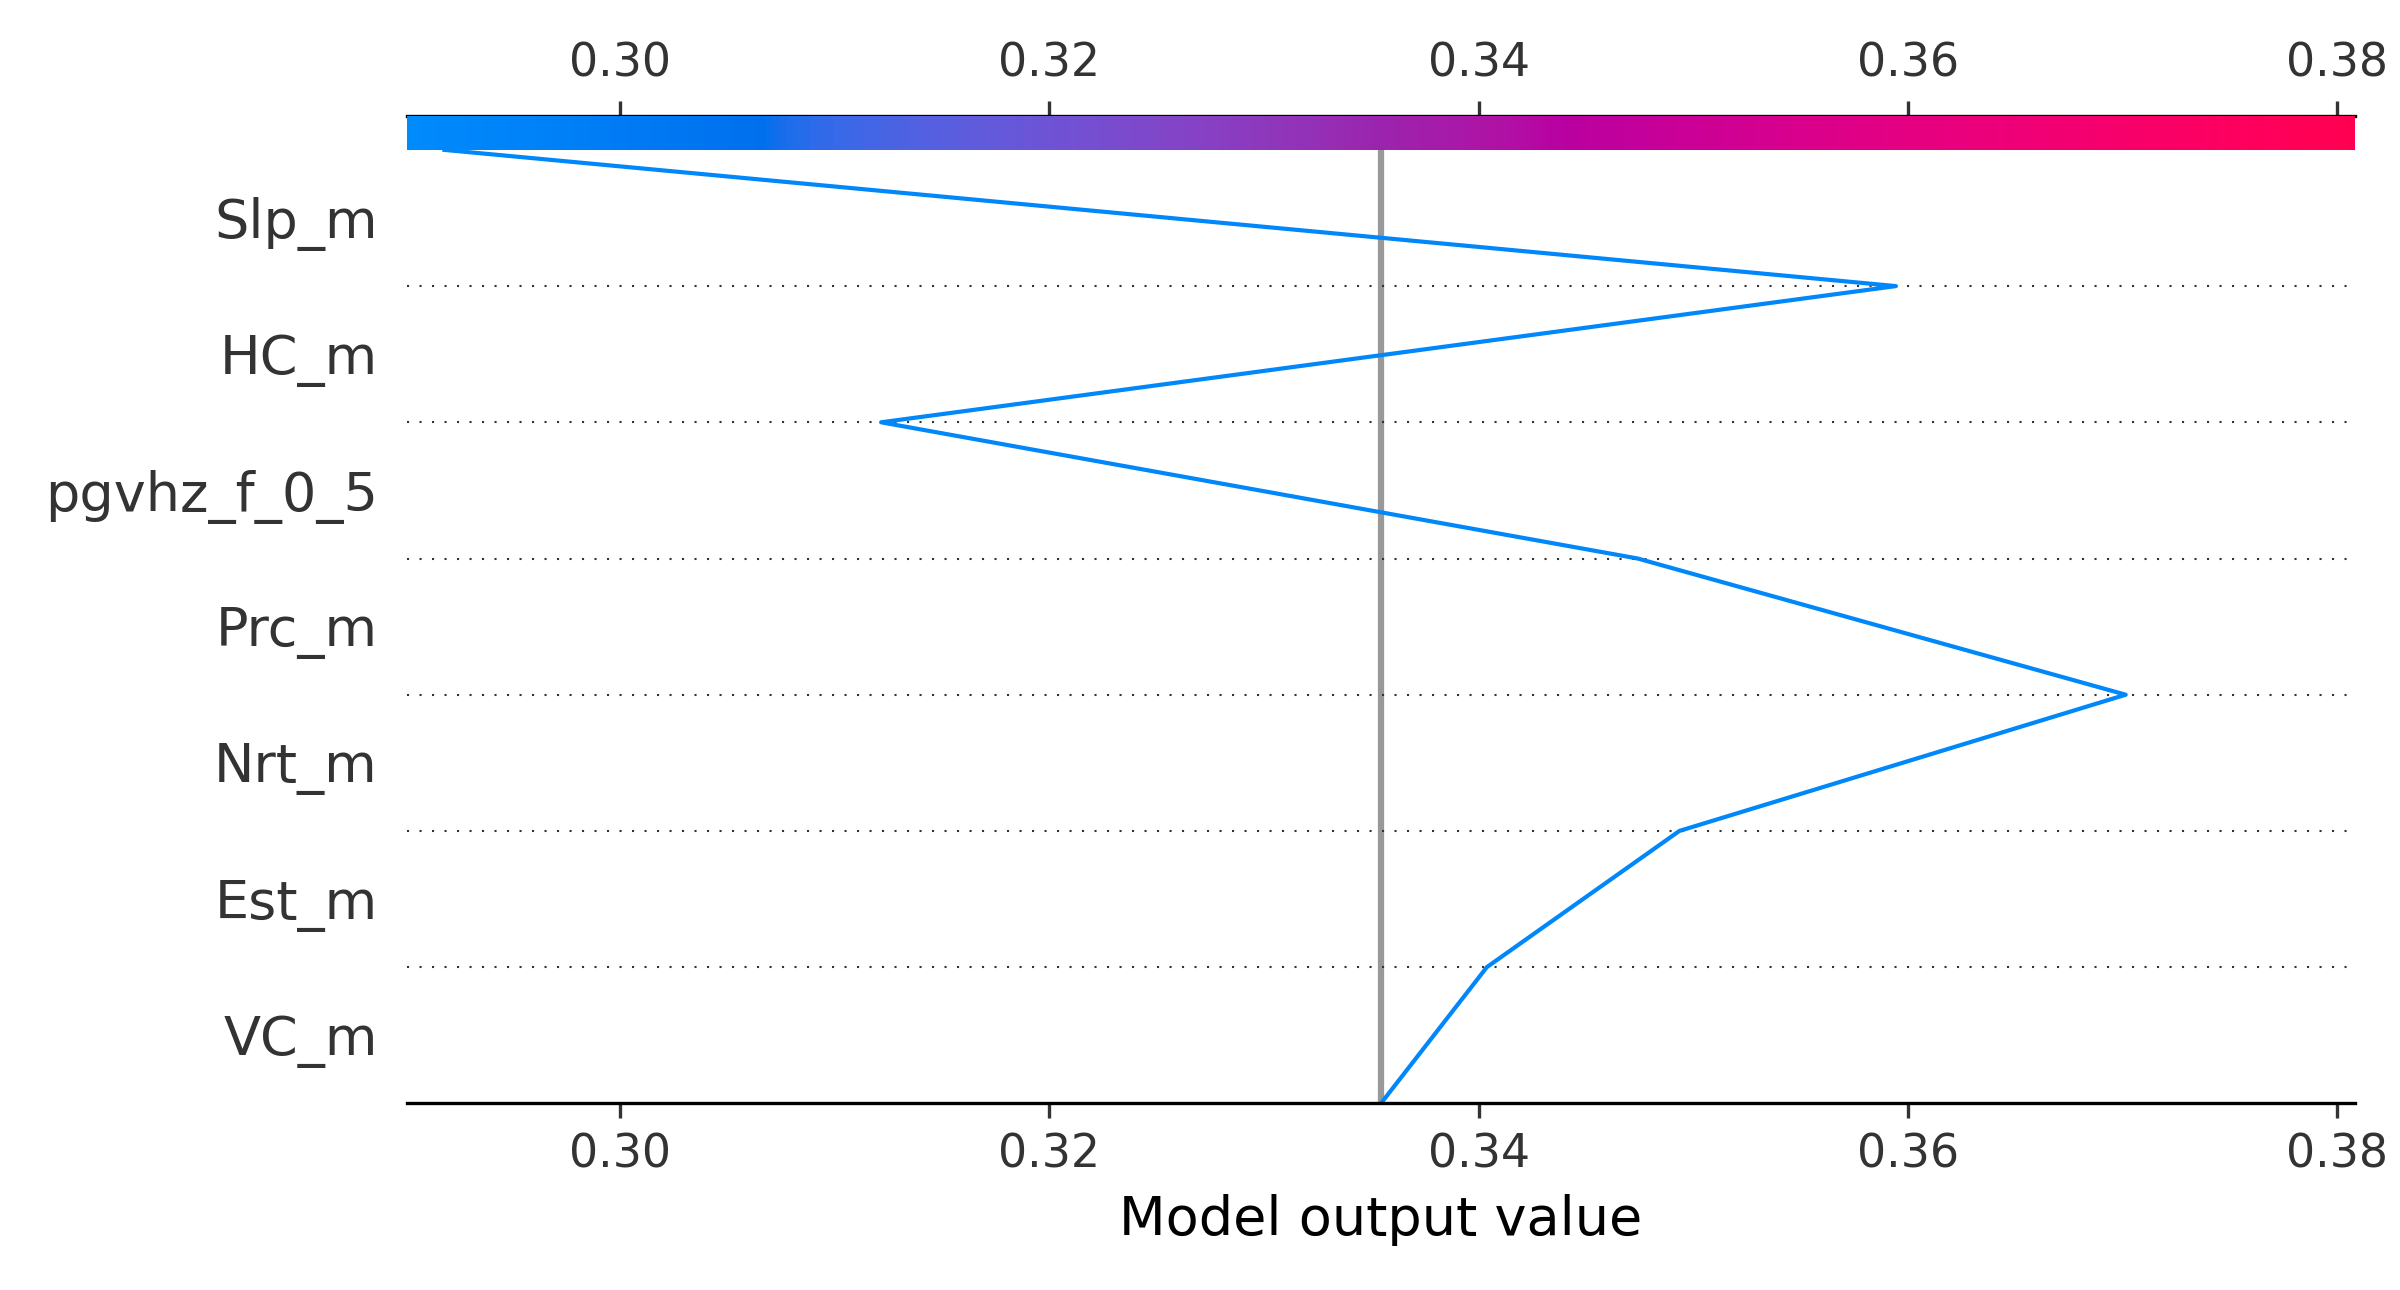 0.30 0.32 0.34 0.36 0.38
Slp_m
HC_m
pgvhz_f_0_5
Prc_m
Nrt_m
Est_m
VC_m
0.30 0.32 0.34 0.36 0.38
Model output value